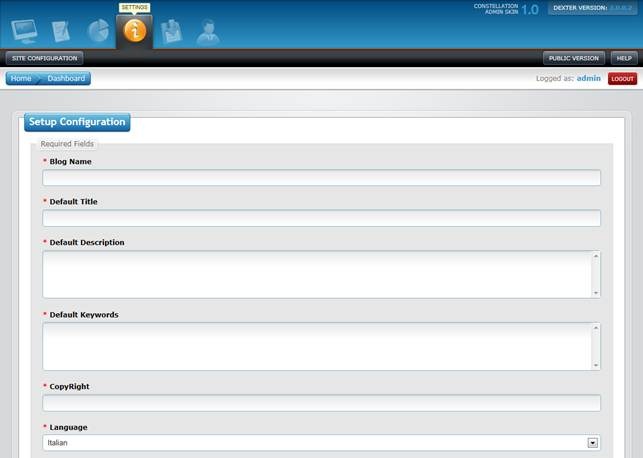 SETTINGS
CONSTELLATION
ADMIN SKIN 1.0
DEXTER VERSION:
SITE CONFIGURATION
PUBLIC VERSION
HELP
Home
Dashboard
Logged as: admin
LOGOUT
Setup Configuration
Required Fields
* Blog Name
* Default Title
* Default Description
* Default Keywords
* CopyRight
* Language
Italian